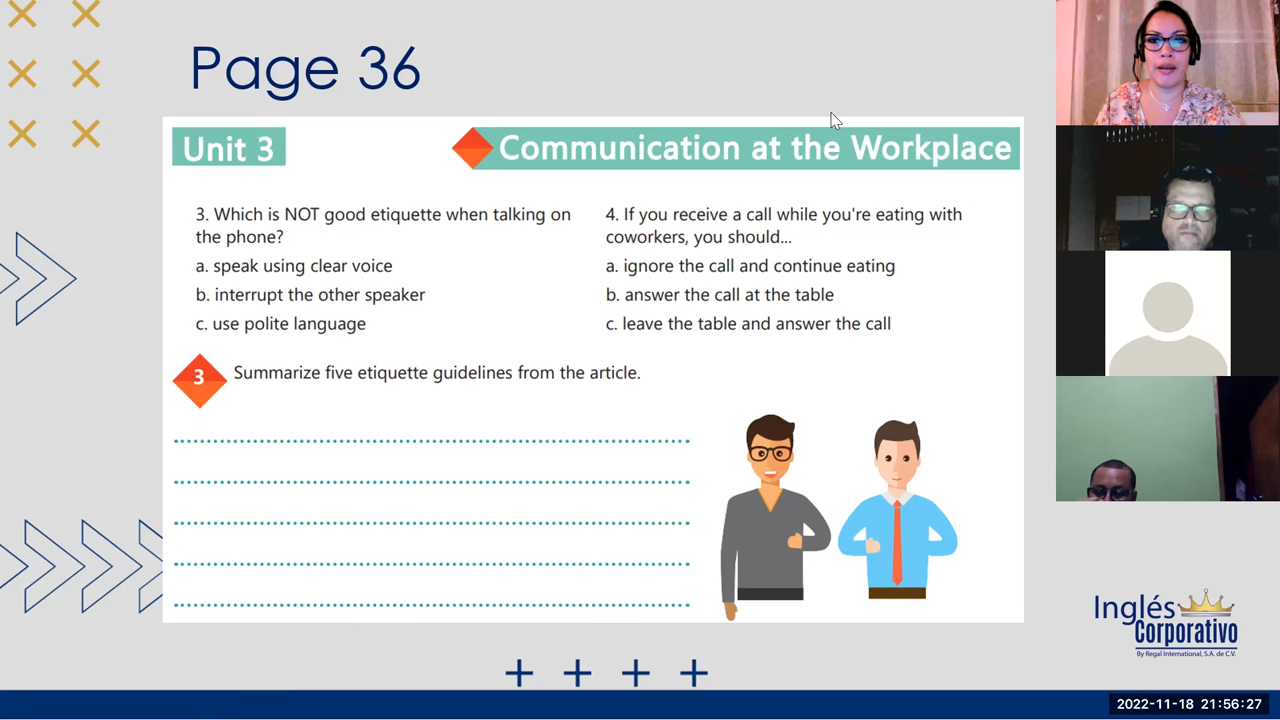 Page 36
Unit 3
Communication at the Workplace
3. Which is NOT good etiquette when talking on
the phone?
a. speak using clear voice
b. interrupt the other speaker
c. use polite language
4. If you receive a call while you're eating with
coworkers, you should...
a. ignore the call and continue eating
b. answer the call at the table
c. leave the table and answer the call
3
Summarize five etiquette guidelines from the article.
Inglés
Corporativo
By Regal International, S.A. de C.V.
2022-11-18 21:56:27